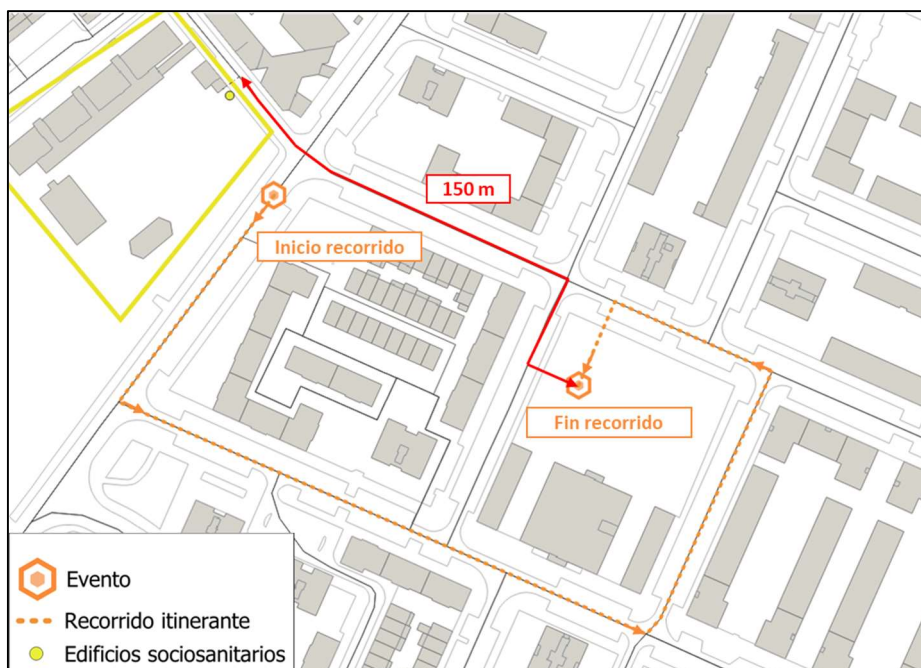 150 m
Inicio recorrido
Fin recorrido
Evento
Recorrido itinerante
Edificios sociosanitarios